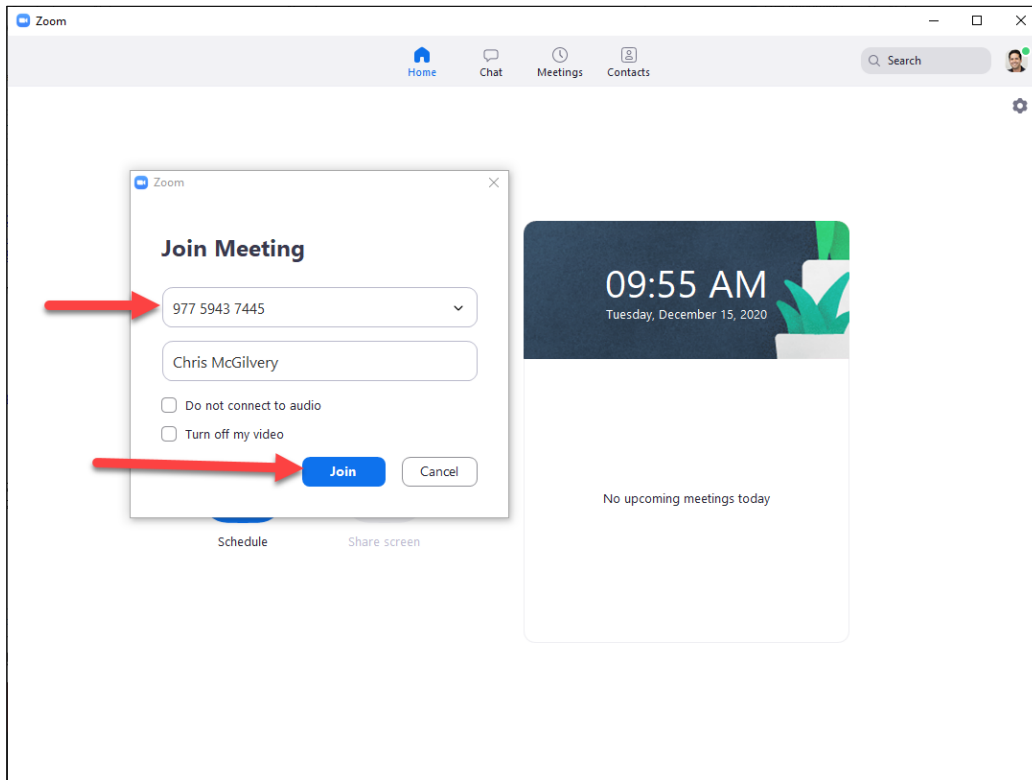 Zoom
Home
Chat
Meetings
Contacts
Search
Zoom
Join Meeting
977 5943 7445
Chris McGilvery
Do not connect to audio
Turn off my video
Join
Cancel
Schedule
Share screen
09:55 AM
Tuesday, December 15, 2020
No upcoming meetings today